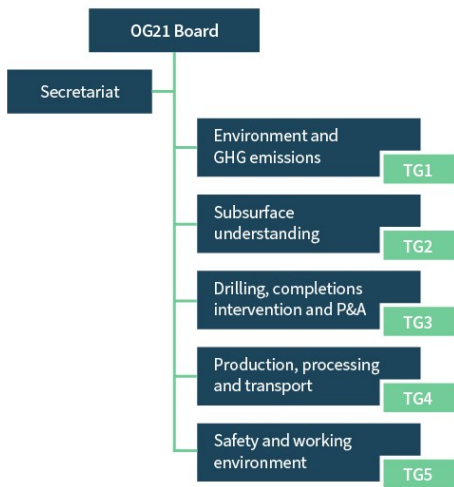 OG21 Board
Secretariat
Environment and
GHG emissions
TG1
Subsurface
understanding
TG2
Drilling, completions
intervention and P&A
TG3
Production, processing
and transport
TG4
Safety and working
environment
TG5